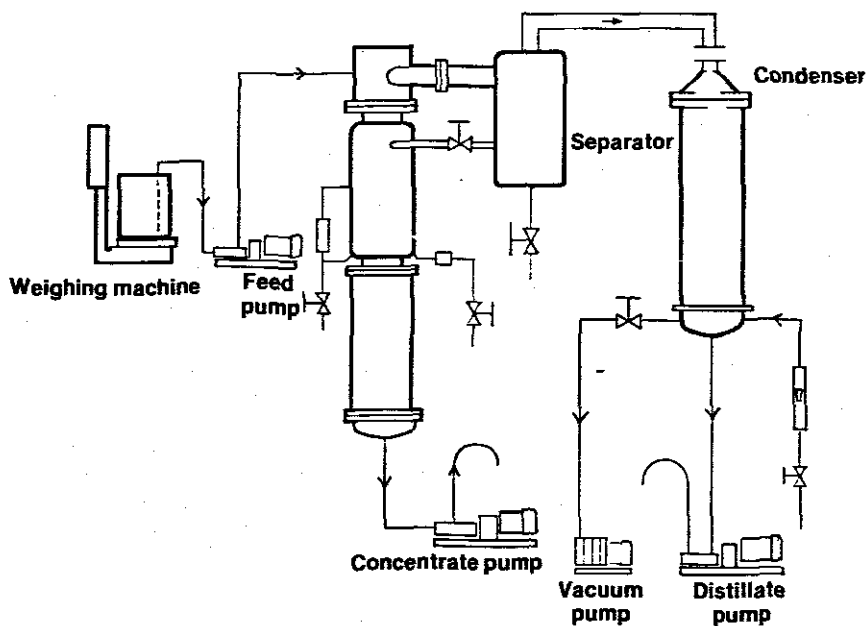 Condenser
Separator
Weighing machine
Feed
pump
Concentrate pump
Vacuum
pump
Distillate
pump